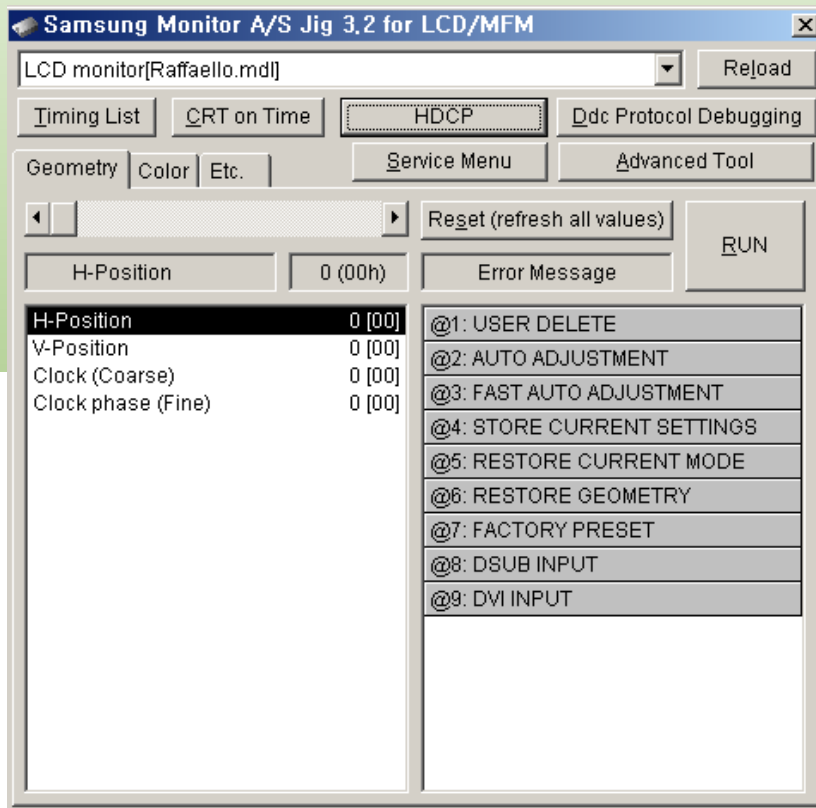 Samsung Monitor A/S Jig 3,2 for LCD/MFM
LCD monitor[Raffaello.mdl]
Reload
Timing List
CRT on Time
HDCP
Ddc Protocol Debugging
Geometry
Color
Etc.
Service Menu
Advanced Tool
Reset (refresh all values)
RUN
H-Position
0 (00h)
Error Message
H-Position 0 [00]
V-Position 0 [00]
Clock (Coarse) 0 [00]
Clock phase (Fine) 0 [00]
@1: USER DELETE
@2: AUTO ADJUSTMENT
@3: FAST AUTO ADJUSTMENT
@4: STORE CURRENT SETTINGS
@5: RESTORE CURRENT MODE
@6: RESTORE GEOMETRY
@7: FACTORY PRESET
@8: DSUB INPUT
@9: DVI INPUT